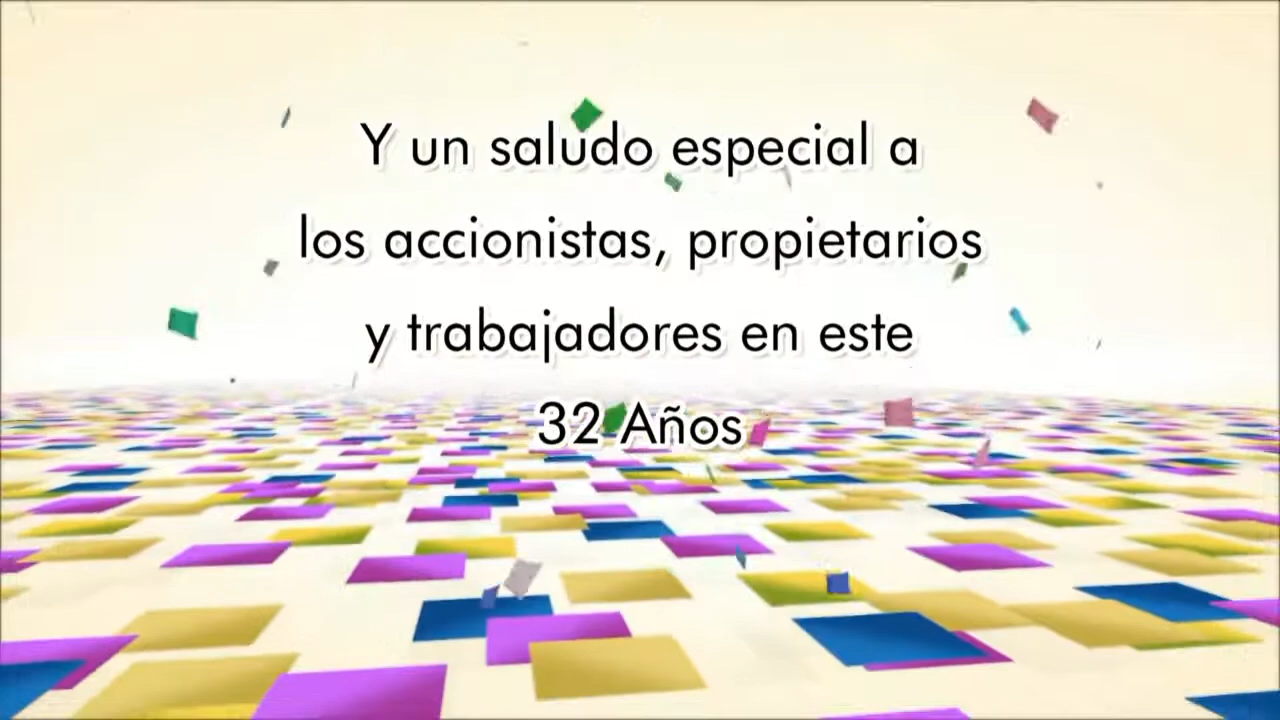 Y un saludo especial a
los accionistas, propietarios
y trabajadores en este
32 Años